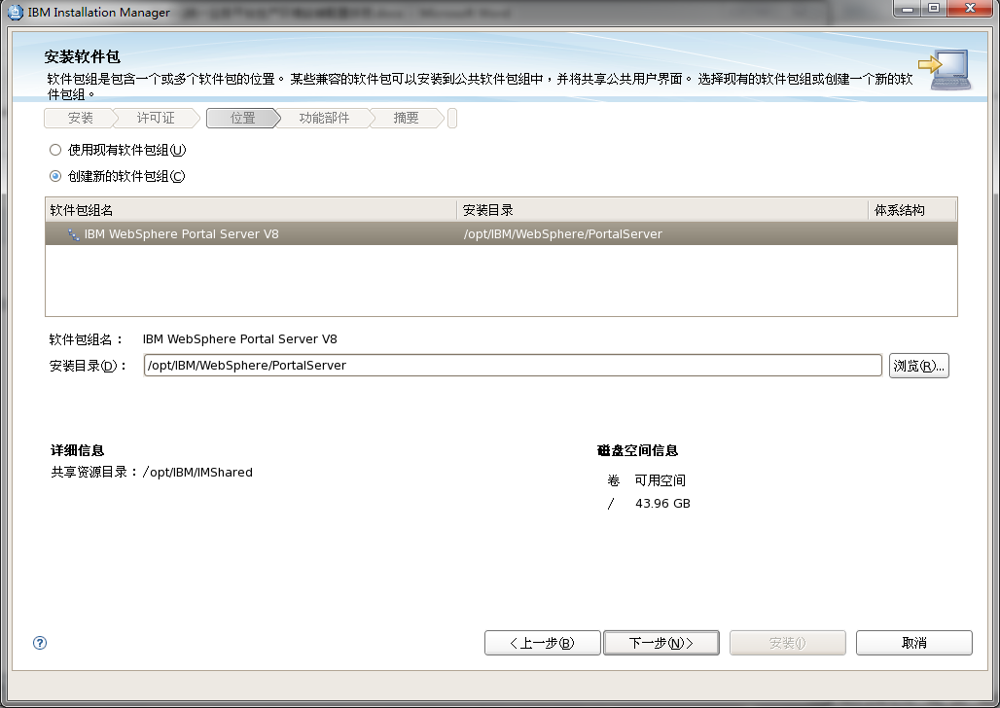 IBM Installation Manager
安装软件包
软件包组是包含一个或多个软件包的位置。 某些兼容的软件包可以安装到公共软件包组中，并将共享公共用户界面。 选择现有的软件包组或创建一个新的软
件包组。
安装 许可证 位置 功能部件 摘要
使用现有软件包组(U)
创建新的软件包组(C)
软件包组名 安装目录 体系结构
IBM WebSphere Portal Server V8 /opt/IBM/WebSphere/PortalServer
软件包组名： IBM WebSphere Portal Server V8
安装目录(D)： /opt/IBM/WebSphere/PortalServer 浏览(R)...
详细信息 磁盘空间信息
共享资源目录：/opt/IBM/IMShared
卷 可用空间
/ 43.96 GB
? <上一步(B) 下一步(N)> 安装(I) 取消